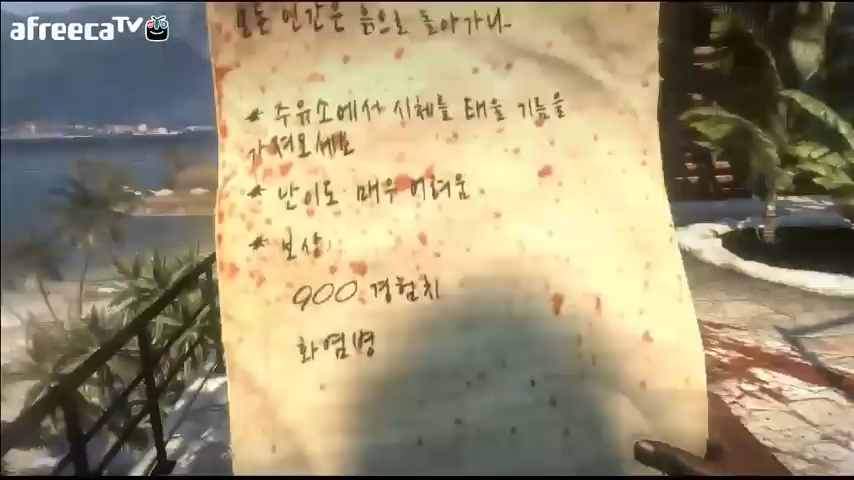 afreecaTV
모든 인간은 흙으로 돌아가니..
* 주유소에서 시체를 태울 기름을
가져오세요
* 난이도: 매우 어려움
* 보상:
900 경험치
화염병